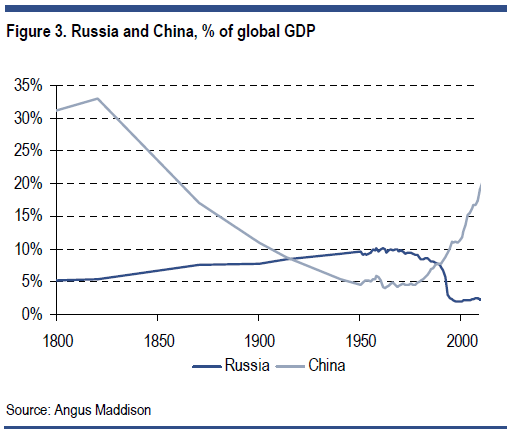 Figure 3. Russia and China, % of global GDP
35%
30%
25%
20%
15%
10%
5%
0%
1800 1850 1900 1950 2000
Russia China
Source: Angus Maddison